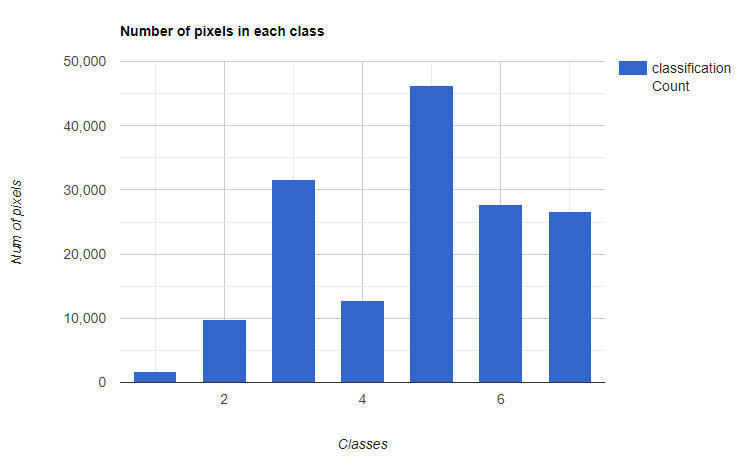 Number of pixels in each class
50,000
40,000
30,000
20,000
10,000
0
2
4
6
Num of pixels
Classes
classification
Count